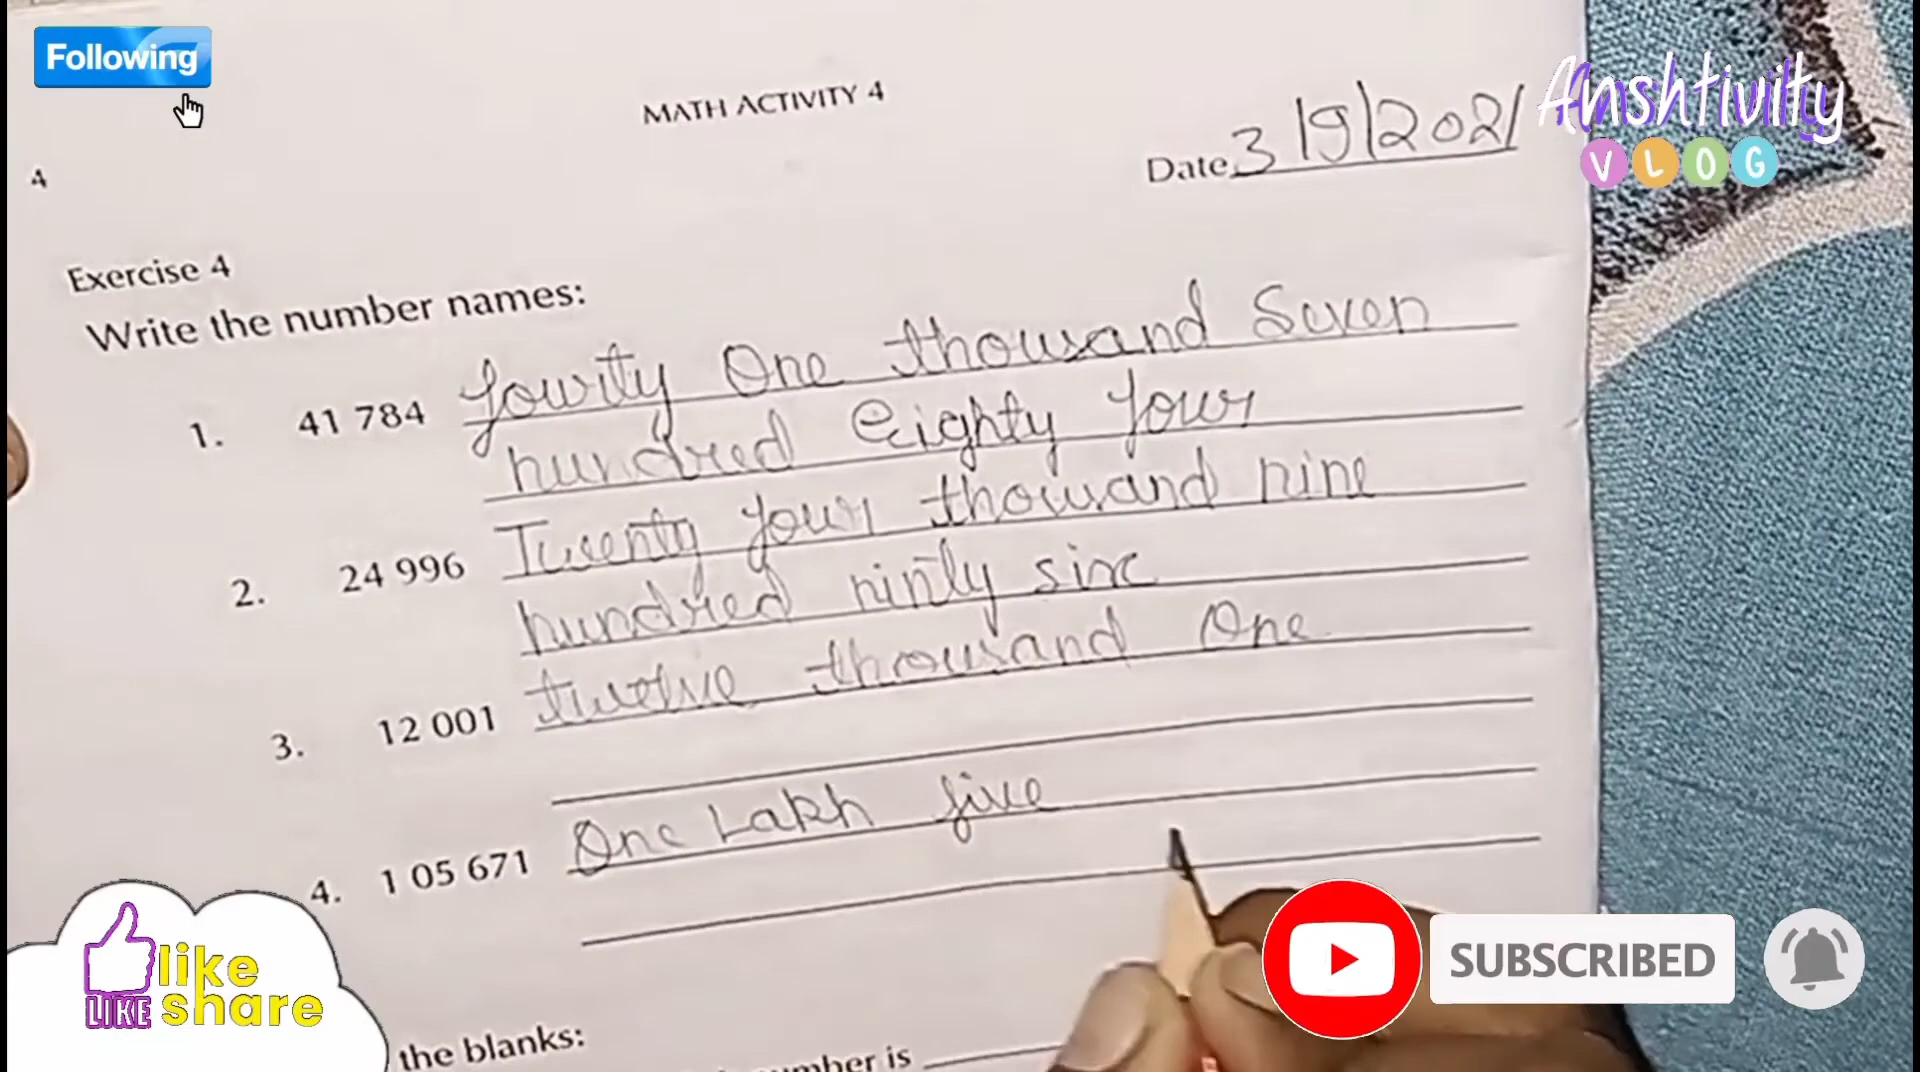 Following
Anshtivilty
VLOG
MATH ACTIVITY 4
Date 3/9/2021
4
Exercise 4
Write the number names:
1. 41 784 fourty One thousand Seven
hundred eighty four
2. 24 996 Twenty four thousand nine
hundred ninty six
3. 12 001 twelve thousand One
4. 1 05 671 One Lakh five
like
LIKE share
SUBSCRIBED
the blanks:
number is